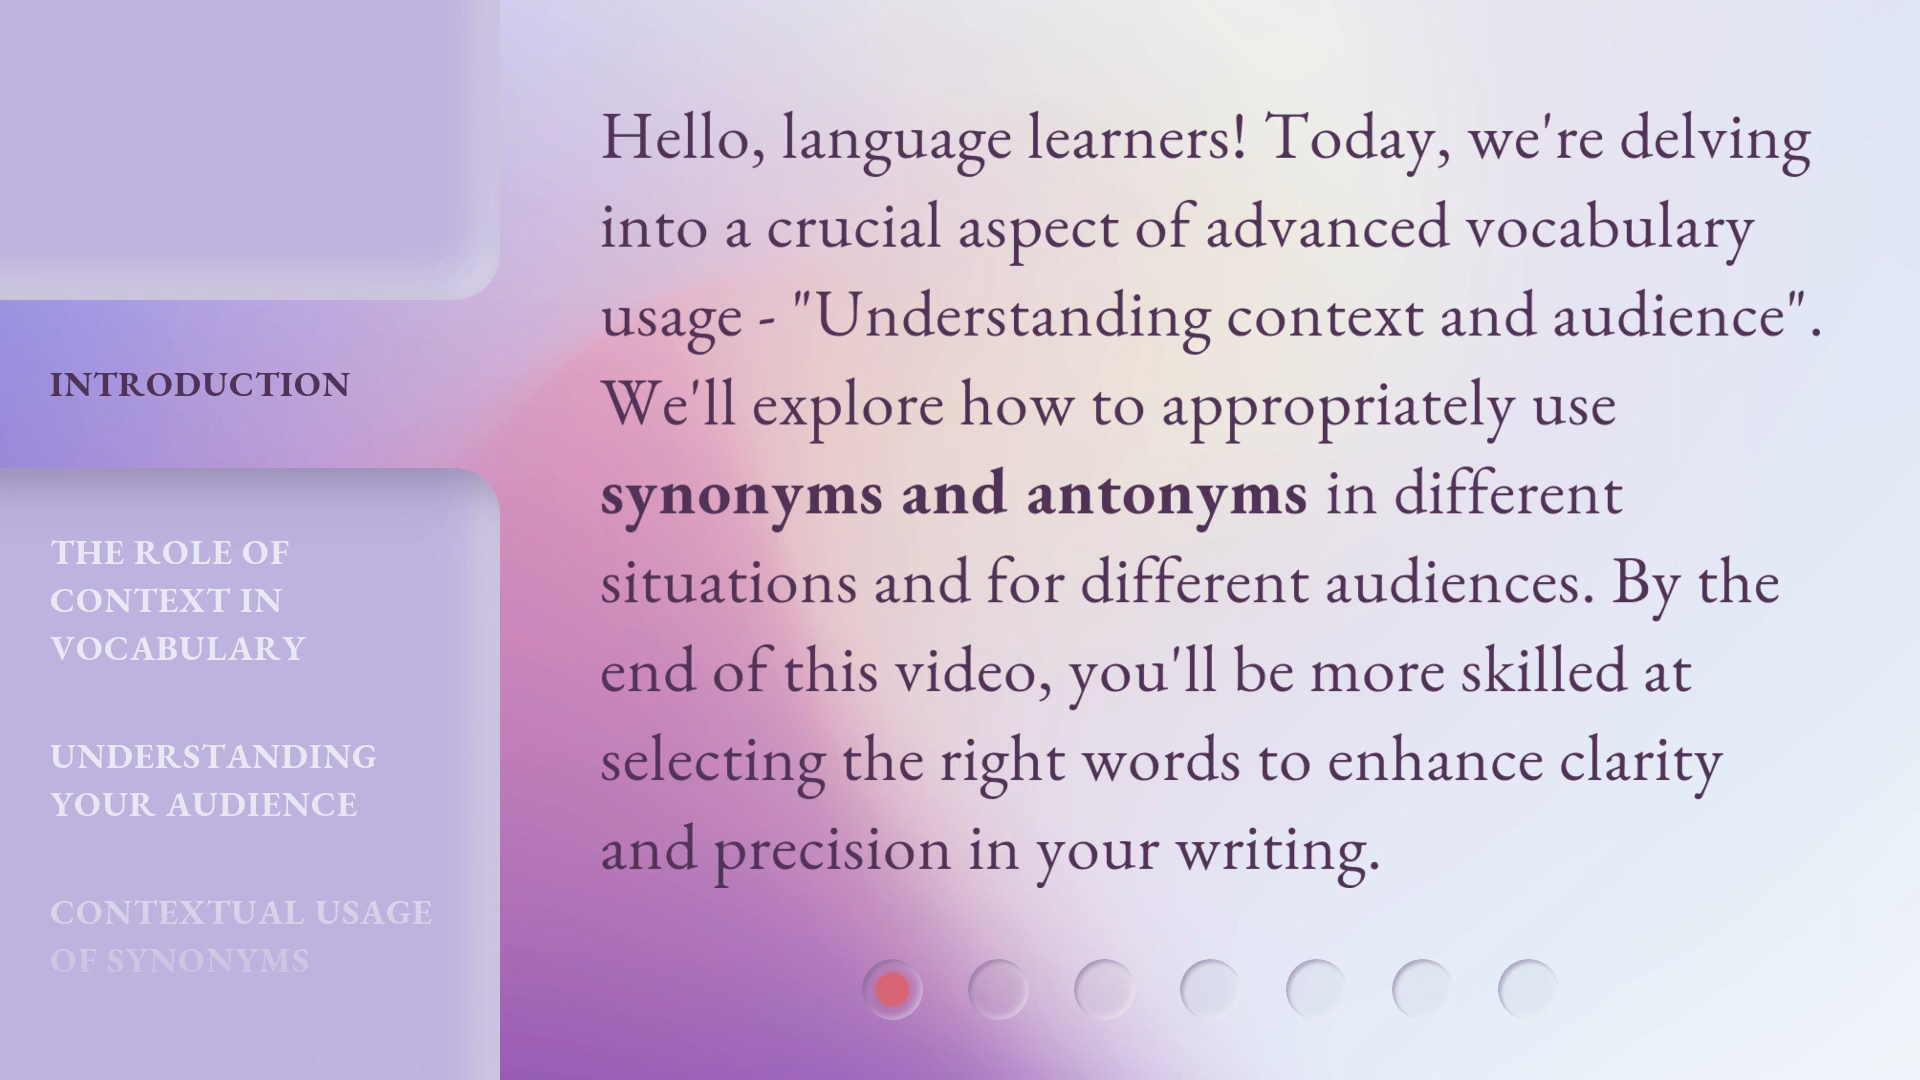 INTRODUCTION
THE ROLE OF
CONTEXT IN
VOCABULARY
UNDERSTANDING
YOUR AUDIENCE
CONTEXTUAL USAGE
OF SYNONYMS
Hello, language learners! Today, we're delving
into a crucial aspect of advanced vocabulary
usage - "Understanding context and audience".
We'll explore how to appropriately use
synonyms and antonyms in different
situations and for different audiences. By the
end of this video, you'll be more skilled at
selecting the right words to enhance clarity
and precision in your writing.